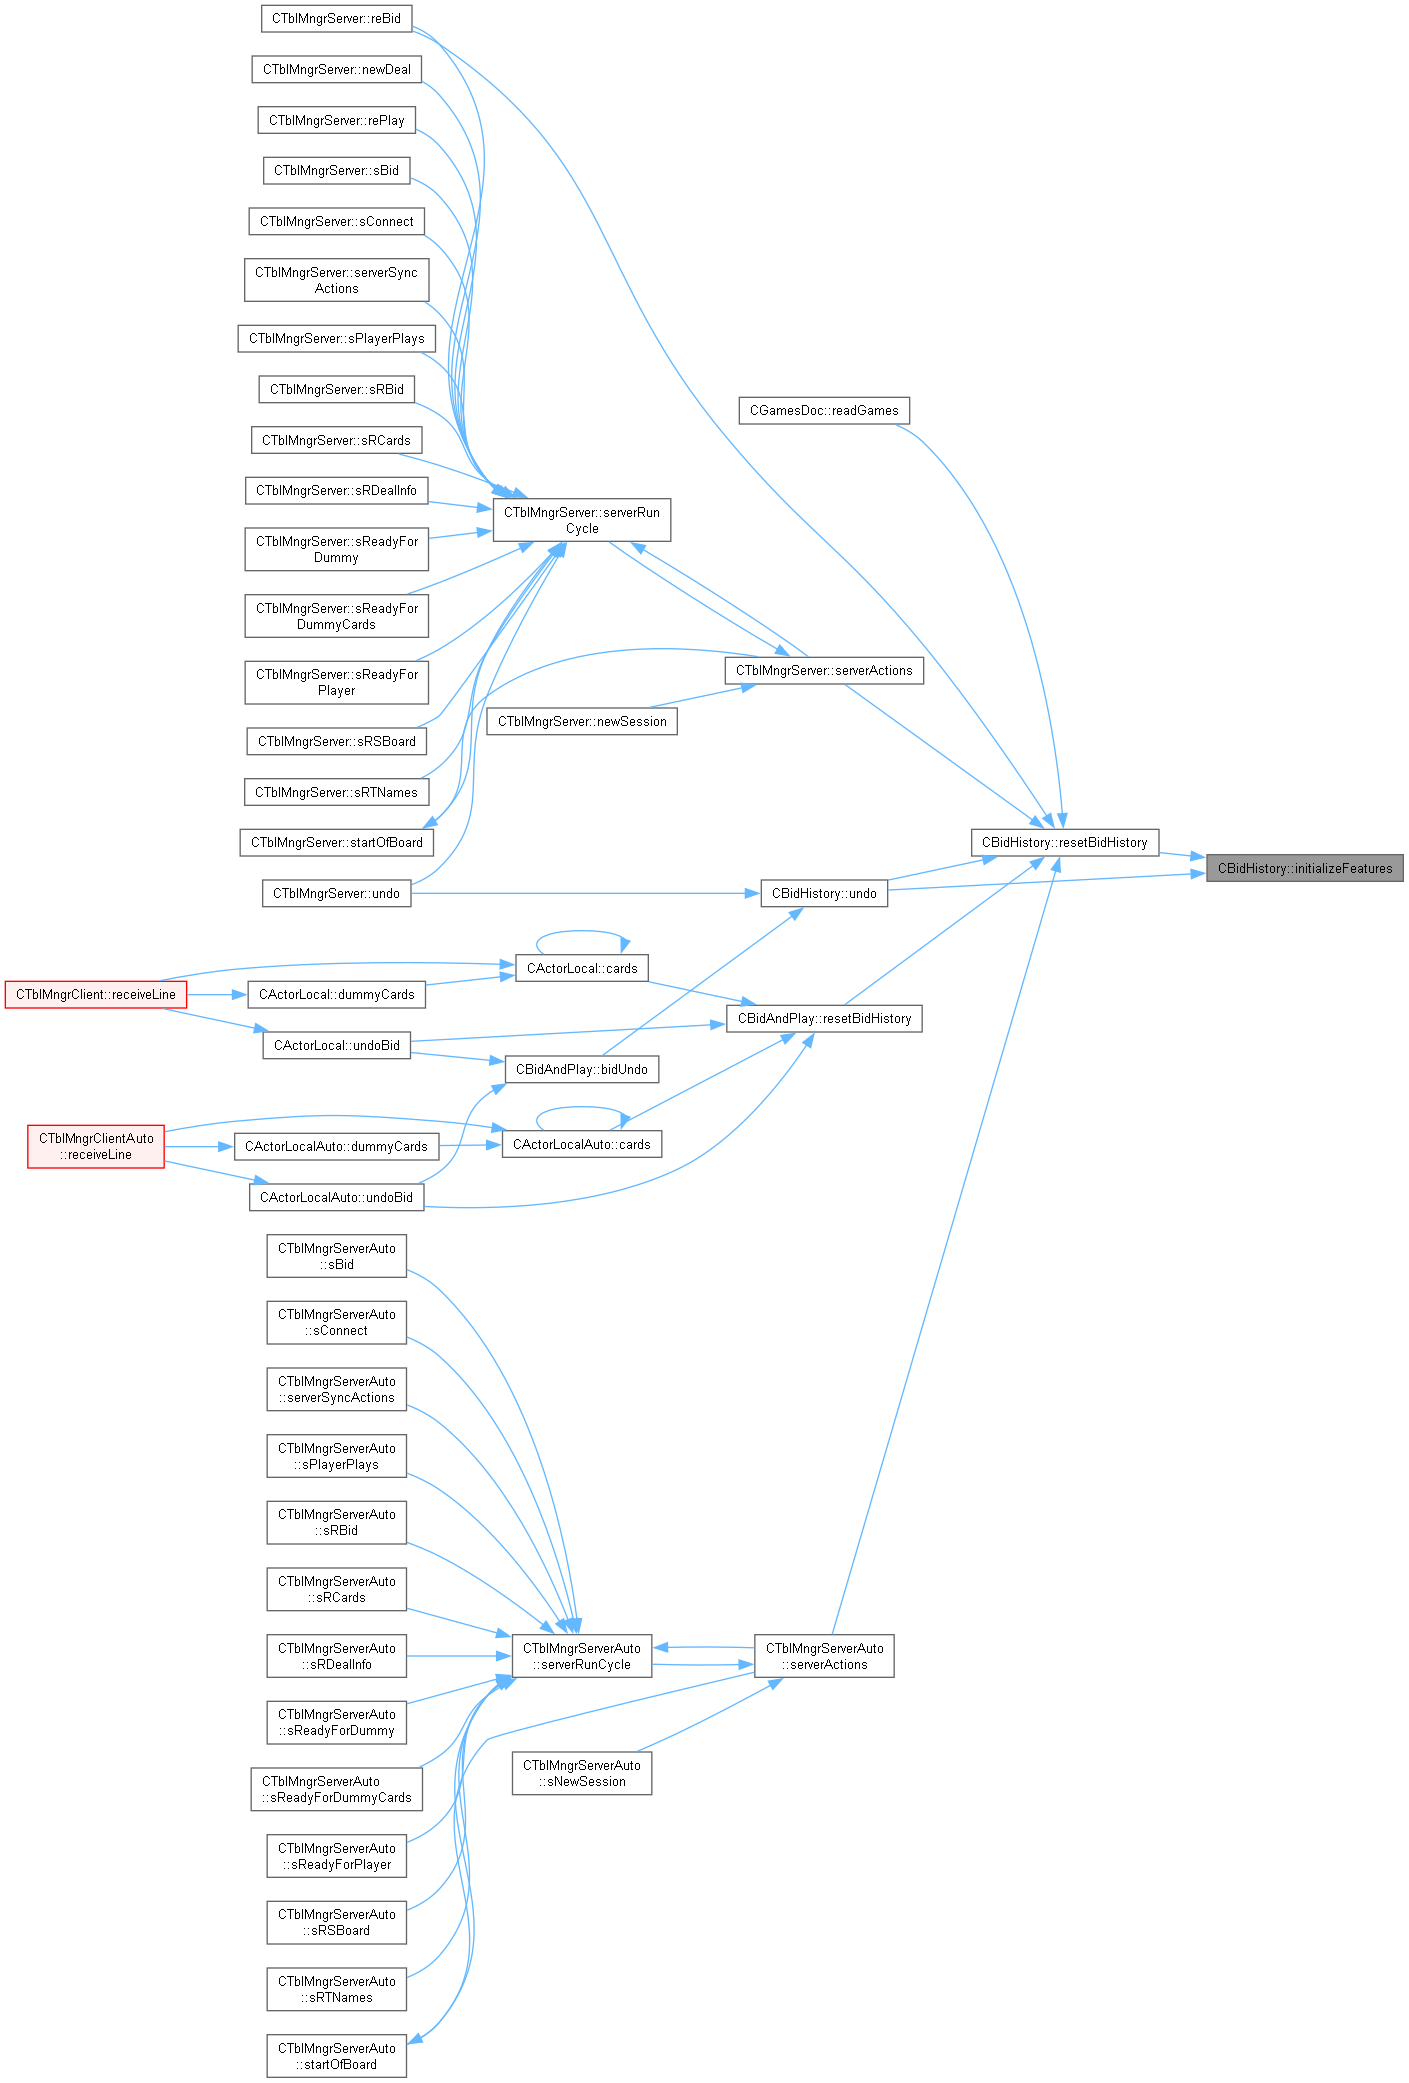 CTblMngrServer::reBid
CTblMngrServer::newDeal
CTblMngrServer::rePlay
CTblMngrServer::sBid
CTblMngrServer::sConnect
CTblMngrServer::serverSync
Actions
CTblMngrServer::sPlayerPlays
CTblMngrServer::sRBid
CTblMngrServer::sRCards
CTblMngrServer::sRDealInfo
CTblMngrServer::sReadyFor
Dummy
CTblMngrServer::sReadyFor
DummyCards
CTblMngrServer::sReadyFor
Player
CTblMngrServer::sRSBoard
CTblMngrServer::sRTNames
CTblMngrServer::startOfBoard
CTblMngrServer::undo
CTblMngrServer::serverRun
Cycle
CTblMngrServer::serverActions
CTblMngrServer::newSession
CGamesDoc::readGames
CBidHistory::resetBidHistory
CBidHistory::initializeFeatures
CBidHistory::undo
CActorLocal::cards
CTblMngrClient::receiveLine
CActorLocal::dummyCards
CBidAndPlay::resetBidHistory
CActorLocal::undoBid
CBidAndPlay::bidUndo
CTblMngrClientAuto
::receiveLine
CActorLocalAuto::dummyCards
CActorLocalAuto::cards
CActorLocalAuto::undoBid
CTblMngrServerAuto
::sBid
CTblMngrServerAuto
::sConnect
CTblMngrServerAuto
::serverSyncActions
CTblMngrServerAuto
::sPlayerPlays
CTblMngrServerAuto
::sRBid
CTblMngrServerAuto
::sRCards
CTblMngrServerAuto
::sRDealInfo
CTblMngrServerAuto
::sReadyForDummy
CTblMngrServerAuto
::sReadyForDummyCards
CTblMngrServerAuto
::sReadyForPlayer
CTblMngrServerAuto
::sRSBoard
CTblMngrServerAuto
::sRTNames
CTblMngrServerAuto
::startOfBoard
CTblMngrServerAuto
::serverRunCycle
CTblMngrServerAuto
::serverActions
CTblMngrServerAuto
::sNewSession